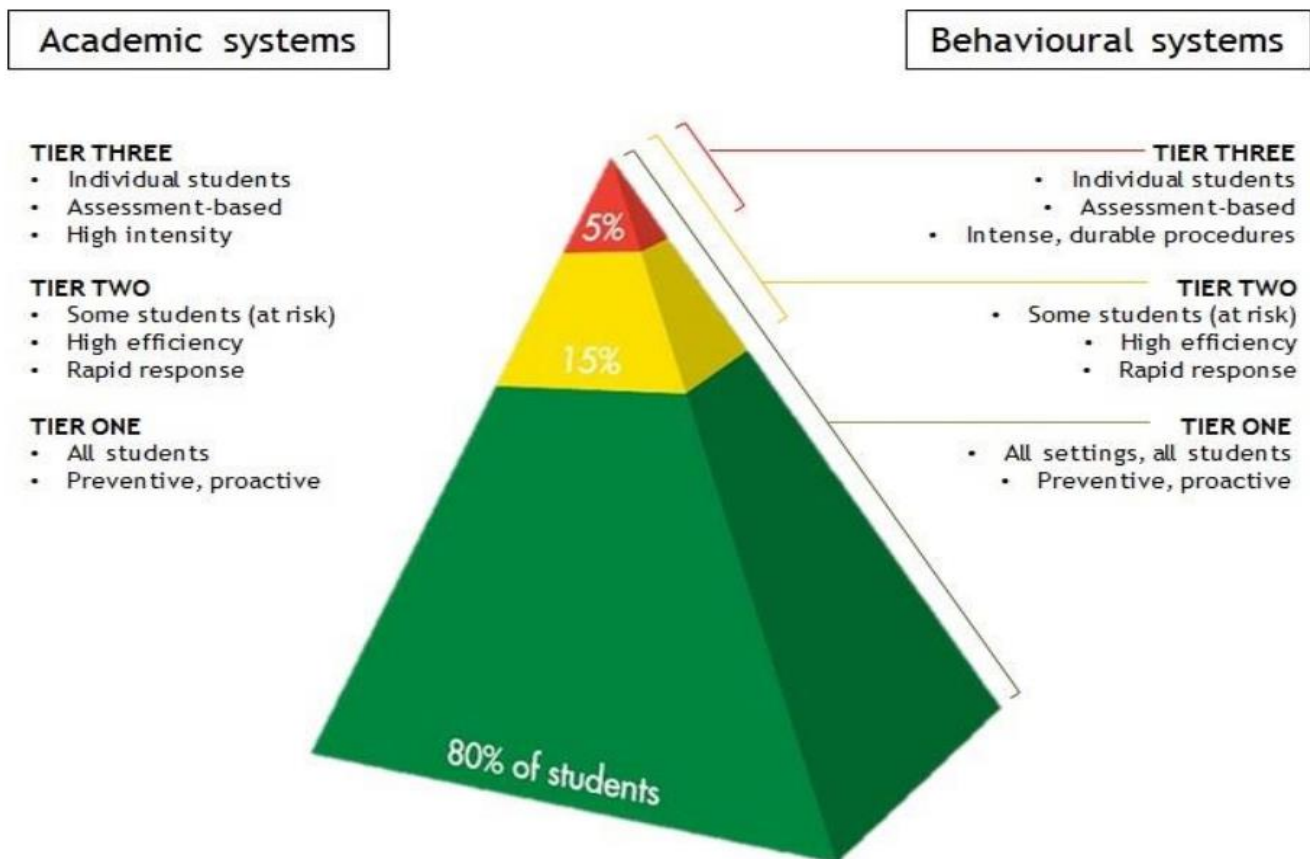 Academic systems
Behavioural systems
TIER THREE
• Individual students
• Assessment-based
• High intensity
TIER TWO
• Some students (at risk)
• High efficiency
• Rapid response
TIER ONE
• All students
• Preventive, proactive
5%
15%
80% of students
TIER THREE
• Individual students
• Assessment-based
• Intense, durable procedures
TIER TWO
• Some students (at risk)
• High efficiency
• Rapid response
TIER ONE
• All settings, all students
• Preventive, proactive